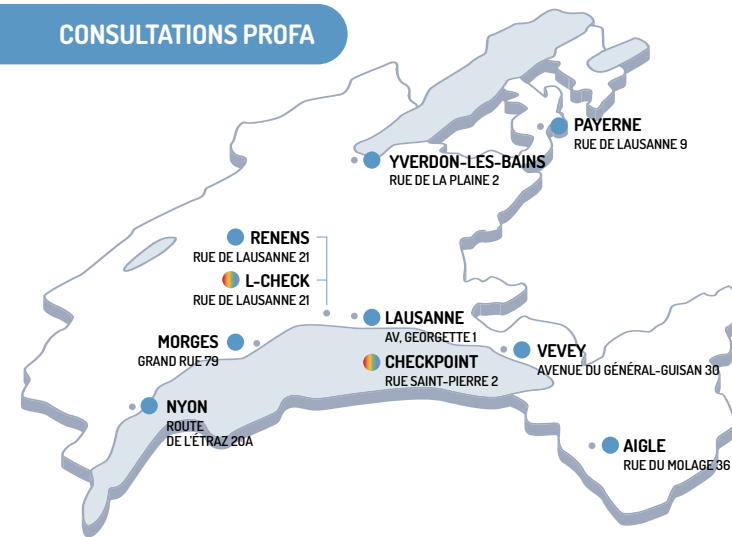 CONSULTATIONS PROFA
PAYERNE
RUE DE LAUSANNE 9
YVERDON-LES-BAINS
RUE DE LA PLAINE 2
RENENS
RUE DE LAUSANNE 21
L-CHECK
RUE DE LAUSANNE 21
LAUSANNE
AV, GEORGETTE 1
MORGES
GRAND RUE 79
CHECKPOINT
RUE SAINT-PIERRE 2
VEVEY
AVENUE DU GÉNÉRAL-GUISAN 30
NYON
ROUTE
DE L'ÉTRAZ 20A
AIGLE
RUE DU MOLAGE 36